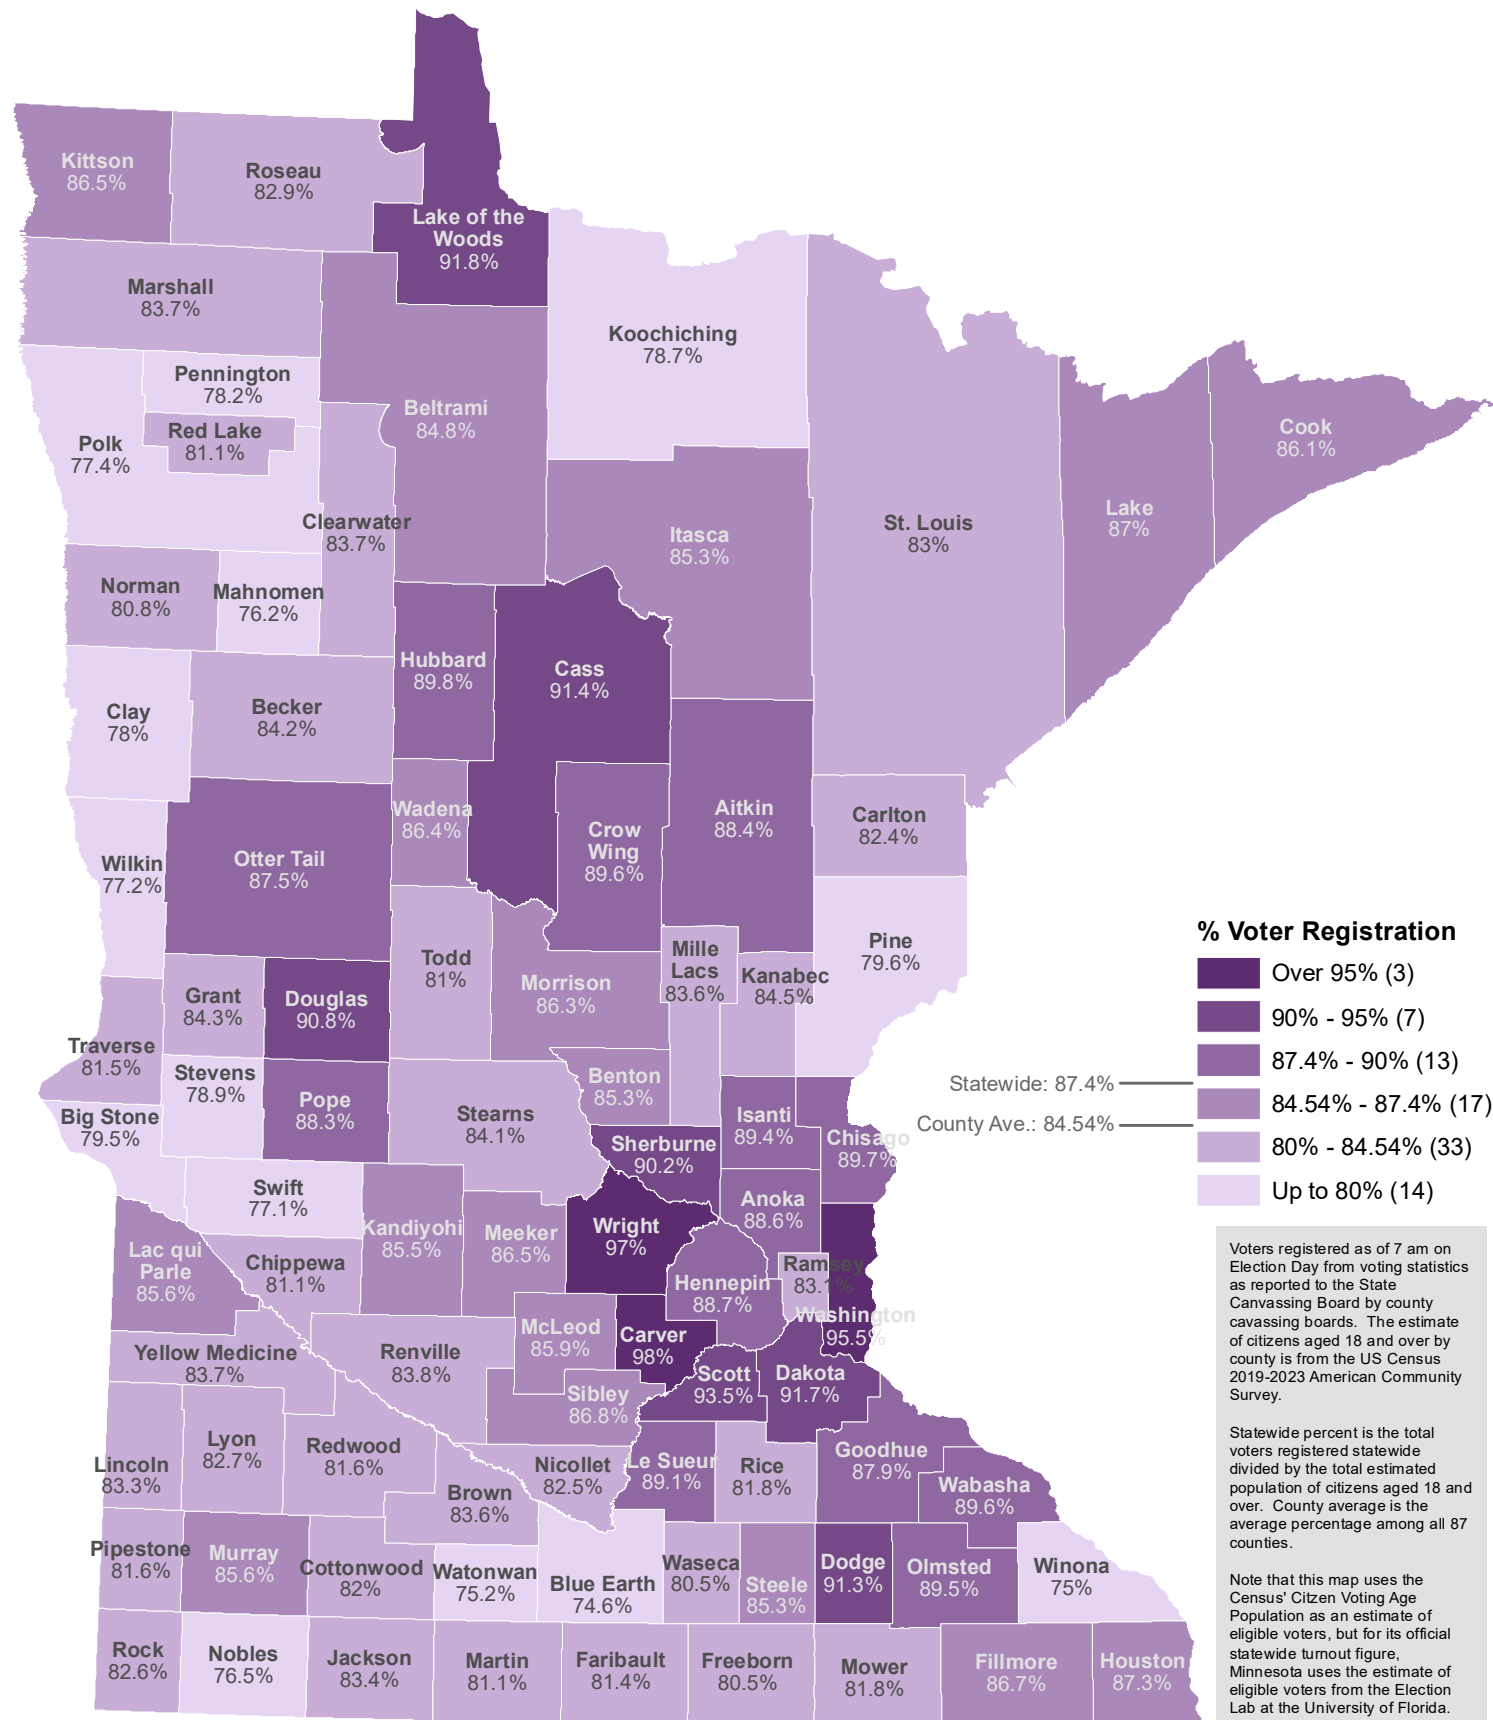 Kittson
86.5%
Roseau
82.9%
Lake of the
Woods
91.8%
Marshall
83.7%
Koochiching
78.7%
Pennington
78.2%
Beltrami
84.8%
Red Lake
81.1%
Polk
77.4%
Cook
86.1%
Clearwater
83.7%
Itasca
85.3%
St. Louis
83%
Lake
87%
Norman
80.8%
Mahnomen
76.2%
Hubbard
89.8%
Cass
91.4%
Clay
78%
Becker
84.2%
Wadena
86.4%
Crow
Wing
89.6%
Aitkin
88.4%
Carlton
82.4%
Wilkin
77.2%
Otter Tail
87.5%
Todd
81%
Morrison
86.3%
Mille
Lacs
83.6%
Kanabec
84.5%
Pine
79.6%
Grant
84.3%
Douglas
90.8%
Traverse
81.5%
Stevens
78.9%
Pope
88.3%
Stearns
84.1%
Benton
85.3%
Isanti
89.4%
Chisago
89.7%
Big Stone
79.5%
Sherburne
90.2%
Swift
77.1%
Kandiyohi
85.5%
Meeker
86.5%
Wright
97%
Anoka
88.6%
Lac qui
Parle
85.6%
Chippewa
81.1%
Hennepin
88.7%
Ramsey
83.1%
Washington
95.5%
Yellow Medicine
83.7%
Renville
83.8%
McLeod
85.9%
Carver
98%
Scott
93.5%
Dakota
91.7%
Sibley
86.8%
Lincoln
83.3%
Lyon
82.7%
Redwood
81.6%
Brown
83.6%
Nicollet
82.5%
Le Sueur
89.1%
Rice
81.8%
Goodhue
87.9%
Wabasha
89.6%
Pipestone
81.6%
Murray
85.6%
Cottonwood
82%
Watonwan
75.2%
Blue Earth
74.6%
Waseca
80.5%
Steele
85.3%
Dodge
91.3%
Olmsted
89.5%
Winona
75%
Rock
82.6%
Nobles
76.5%
Jackson
83.4%
Martin
81.1%
Faribault
81.4%
Freeborn
80.5%
Mower
81.8%
Fillmore
86.7%
Houston
87.3%
% Voter Registration
Over 95% (3)
90% - 95% (7)
87.4% - 90% (13)
84.54% - 87.4% (17)
80% - 84.54% (33)
Up to 80% (14)
Statewide: 87.4%
County Ave.: 84.54%
Voters registered as of 7 am on
Election Day from voting statistics
as reported to the State
Canvassing Board by county
cavassing boards. The estimate
of citizens aged 18 and over by
county is from the US Census
2019-2023 American Community
Survey.
Statewide percent is the total
voters registered statewide
divided by the total estimated
population of citizens aged 18 and
over. County average is the
average percentage among all 87
counties.
Note that this map uses the
Census' Citzen Voting Age
Population as an estimate of
eligible voters, but for its official
statewide turnout figure,
Minnesota uses the estimate of
eligible voters from the Election
Lab at the University of Florida.